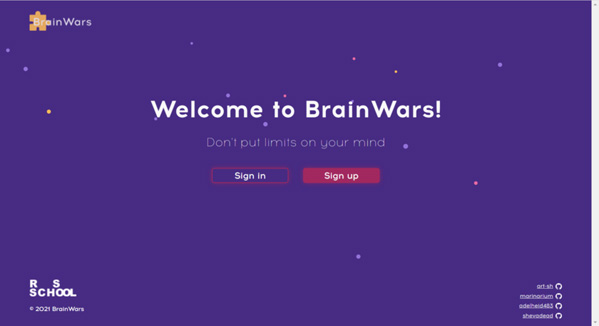 BrainWars
Welcome to BrainWars!
Don't put limits on your mind
Sign in
Sign up
R S
SCHOOL
© 2021 BrainWars
art-sh
marinarium
adelheid483
shevadead